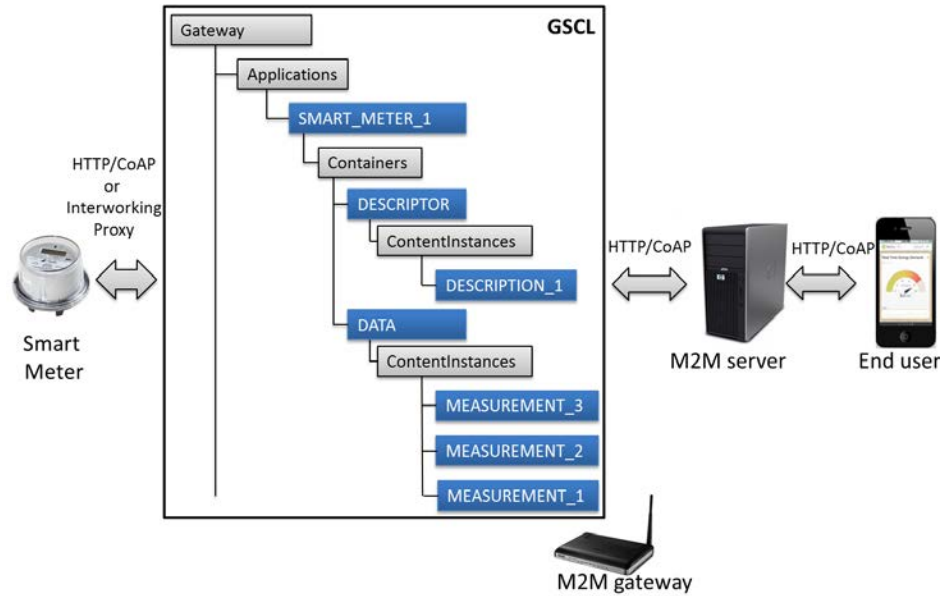 GSCL
Gateway
Applications
SMART_METER_1
Containers
DESCRIPTOR
ContentInstances
DESCRIPTION_1
DATA
ContentInstances
MEASUREMENT_3
MEASUREMENT_2
MEASUREMENT_1
HTTP/CoAP
or
Interworking
Proxy
Smart
Meter
HTTP/CoAP
M2M server
HTTP/CoAP
End user
M2M gateway